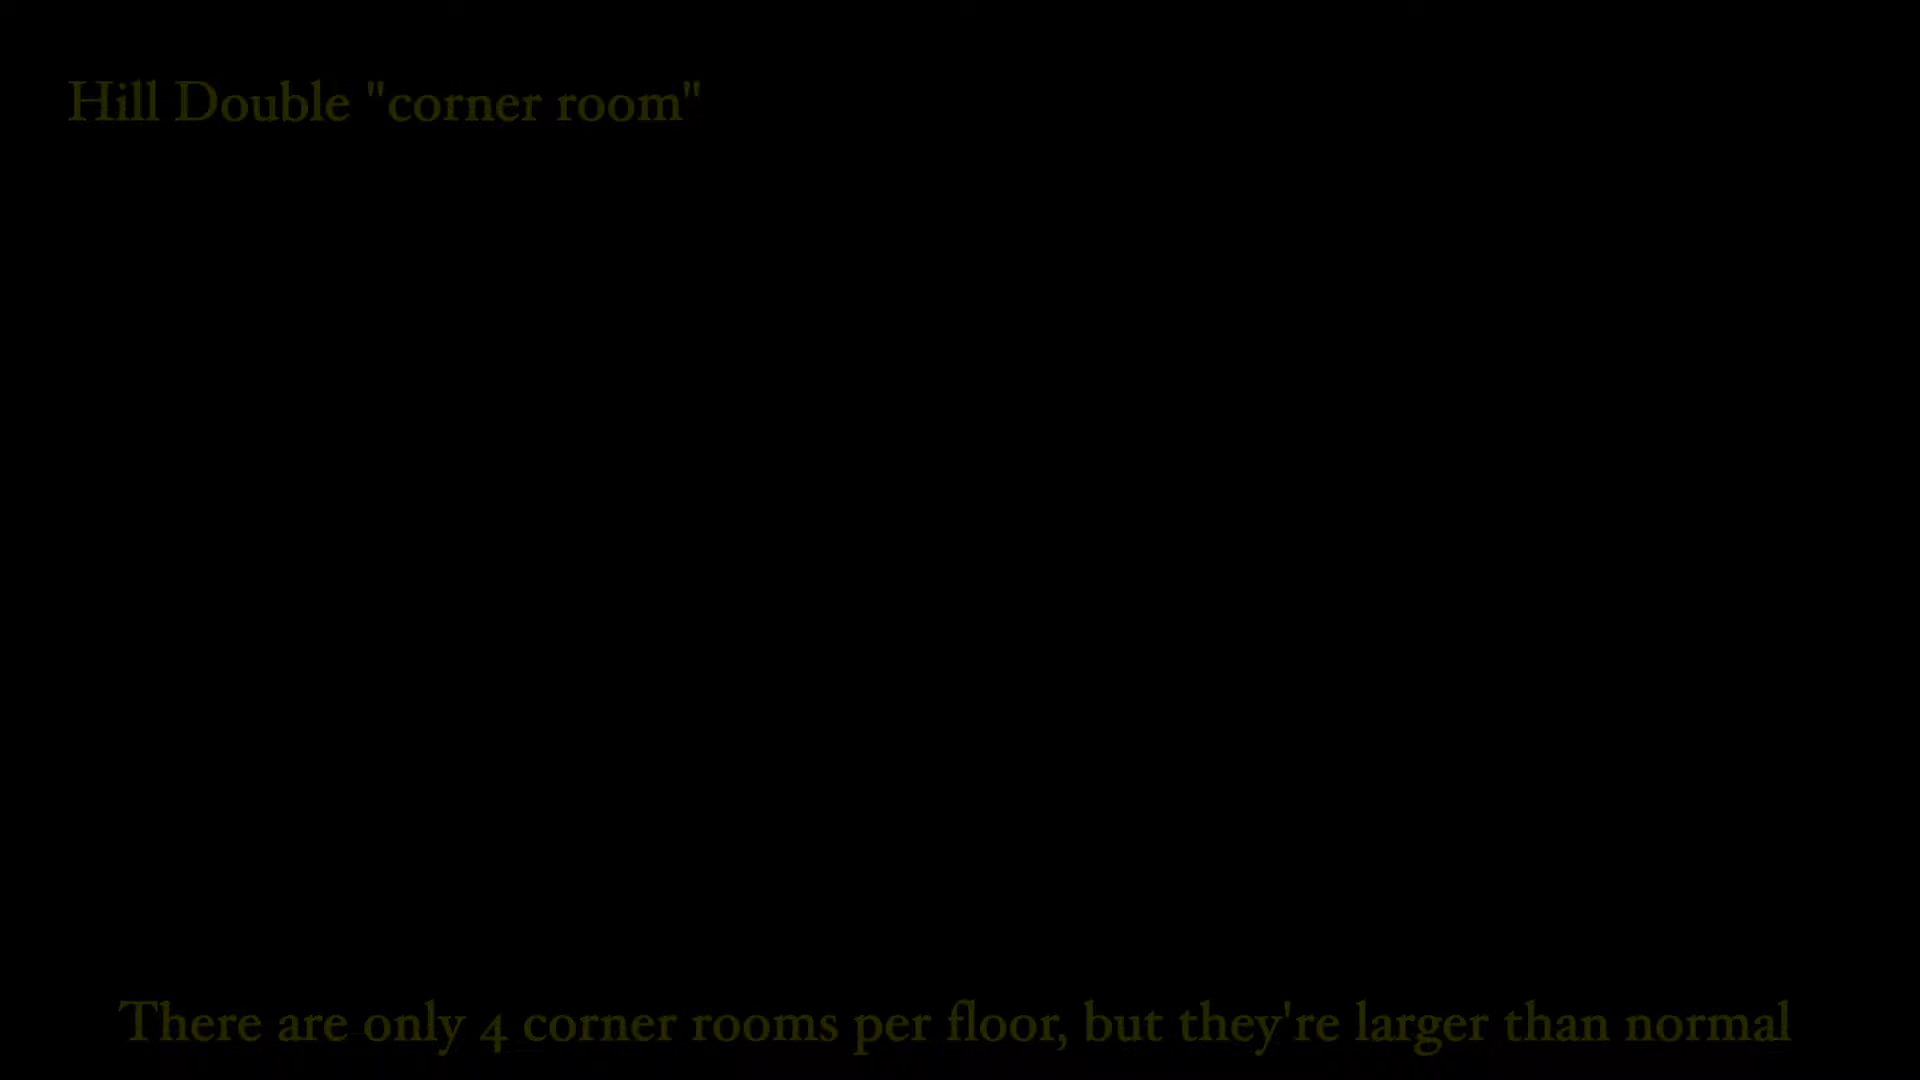 Hill Double "corner room"
There are only 4 corner rooms per floor, but they're larger than normal